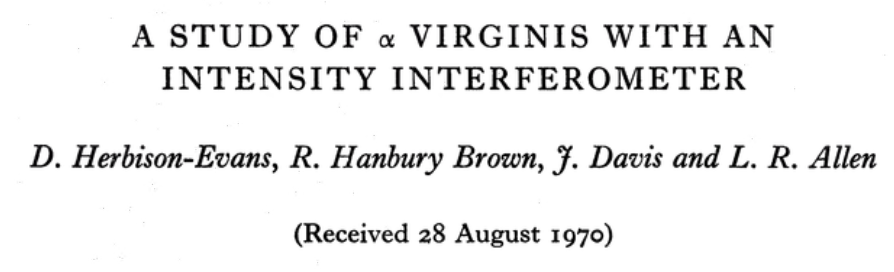 A STUDY OF α VIRGINIS WITH AN
INTENSITY INTERFEROMETER
D. Herbison-Evans, R. Hanbury Brown, J. Davis and L. R. Allen
(Received 28 August 1970)